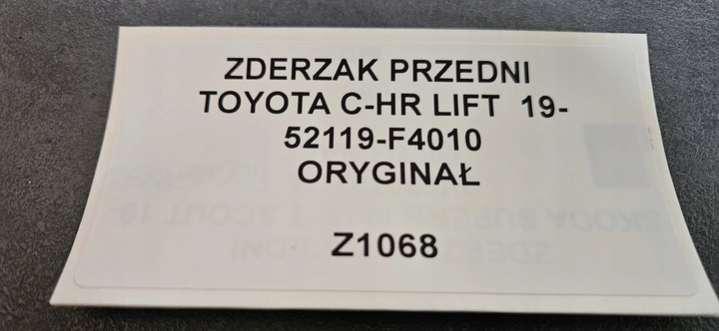 ZDERZAK PRZEDNI
TOYOTA C-HR LIFT 19-
52119-F4010
ORYGINAŁ
Z1068